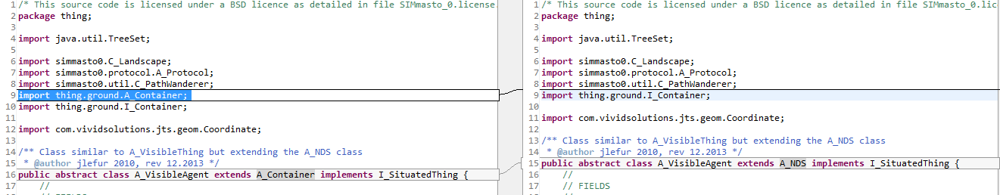 1 /* This source code is licensed under a BSD licence as detailed in file SIMmasto_0.license.
2 package thing;
3
4 import java.util.TreeSet;
5
6 import simmasto0.C_Landscape;
7 import simmasto0.protocol.A_Protocol;
8 import simmasto0.util.C_PathWanderer;
9 import thing.ground.A_Container;
10 import thing.ground.I_Container;
11
12 import com.vividsolutions.jts.geom.Coordinate;
13
14 /** Class similar to A_VisibleThing but extending the A_NDS class
15  * @author jlefur 2010, rev 12.2013 */
16 public abstract class A_VisibleAgent extends A_Container implements I_SituatedThing {
17     //
1 /* This source code is licensed under a BSD licence as detailed in file SIMmasto_0.lic
2 package thing;
3
4 import java.util.TreeSet;
5
6 import simmasto0.C_Landscape;
7 import simmasto0.protocol.A_Protocol;
8 import simmasto0.util.C_PathWanderer;
9 import thing.ground.I_Container;
10
11 import com.vividsolutions.jts.geom.Coordinate;
12
13 /** Class similar to A_VisibleThing but extending the A_NDS class
14  * @author jlefur 2010, rev 12.2013 */
15 public abstract class A_VisibleAgent extends A_NDS implements I_SituatedThing {
16     //
17     // FIELDS